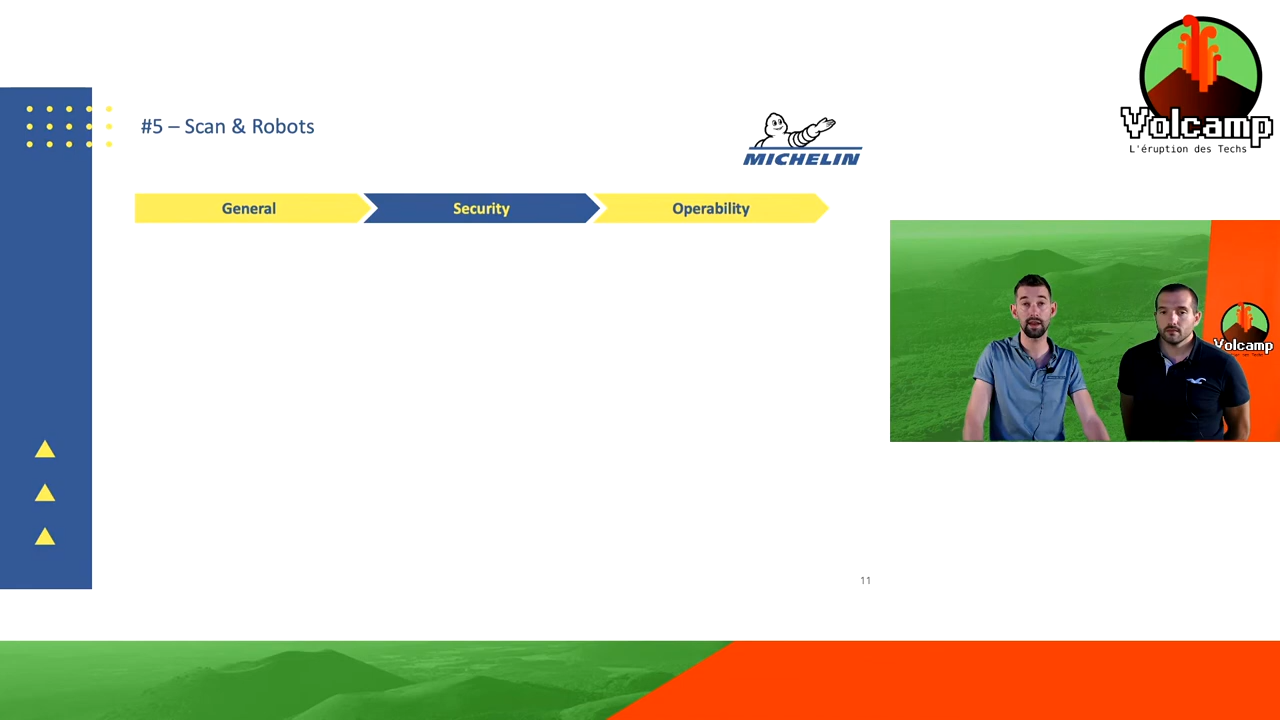 #5 – Scan & Robots
MICHELIN
Volcamp
L'éruption des Techs
General
Security
Operability
Volcamp
11